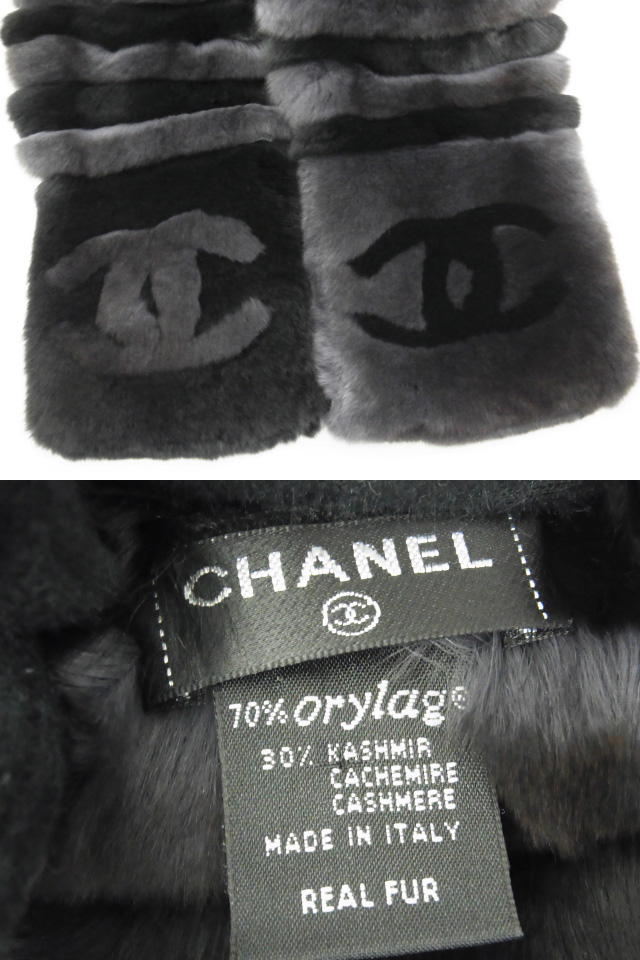 CHANEL
70% orylag®
30% KASHMIR
CACHEMIRE
CASHMERE
MADE IN ITALY
REAL FUR